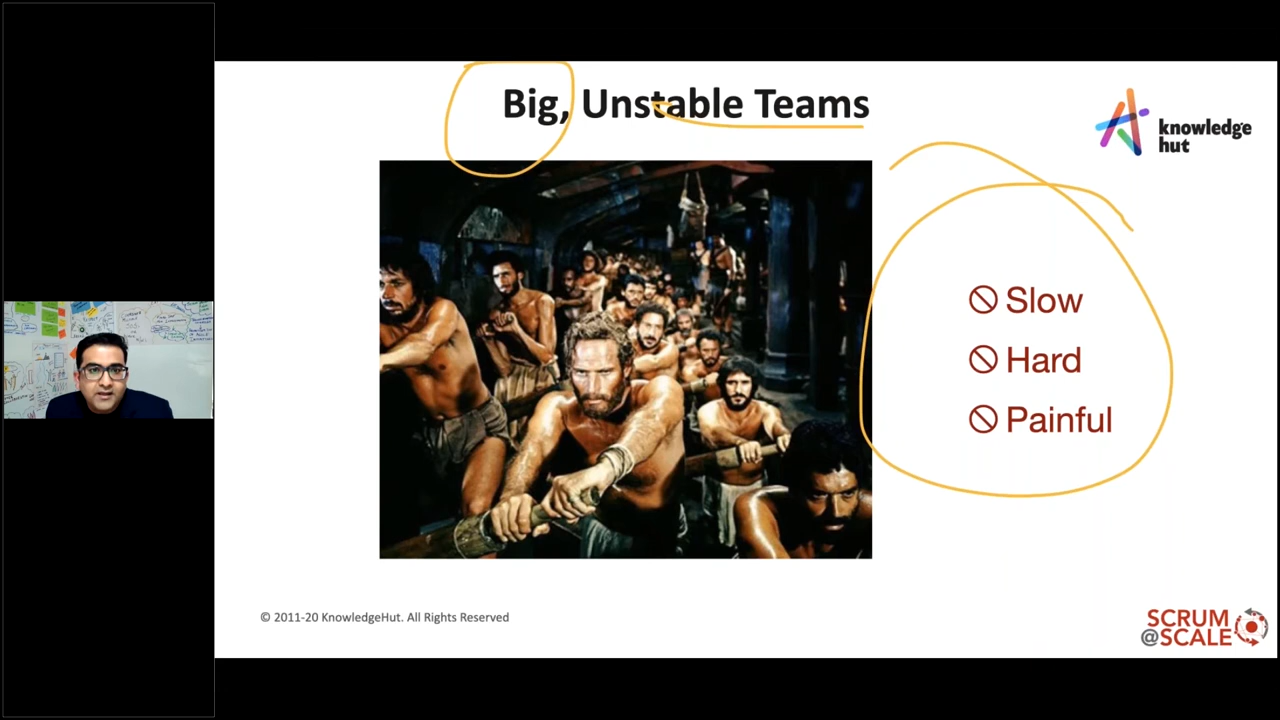 Big, Unstable Teams
knowledge
hut
Slow
Hard
Painful
© 2011-20 KnowledgeHut. All Rights Reserved
SCRUM
@SCALE